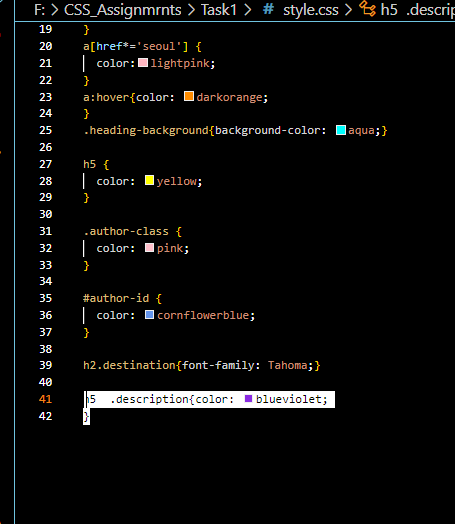 F: > CSS_Assignmrnts > Task1 > # style.css > h5 .descrip
19 }
20 a[href*='seoul'] {
21 color: lightpink;
22 }
23 a:hover{color: darkorange;
24 }
25 .heading-background{background-color: aqua;}
26
27 h5 {
28 color: yellow;
29 }
30
31 .author-class {
32 color: pink;
33 }
34
35 #author-id {
36 color: cornflowerblue;
37 }
38
39 h2.destination{font-family: Tahoma;}
40
41 h5  .description{color: blueviolet;
42 }